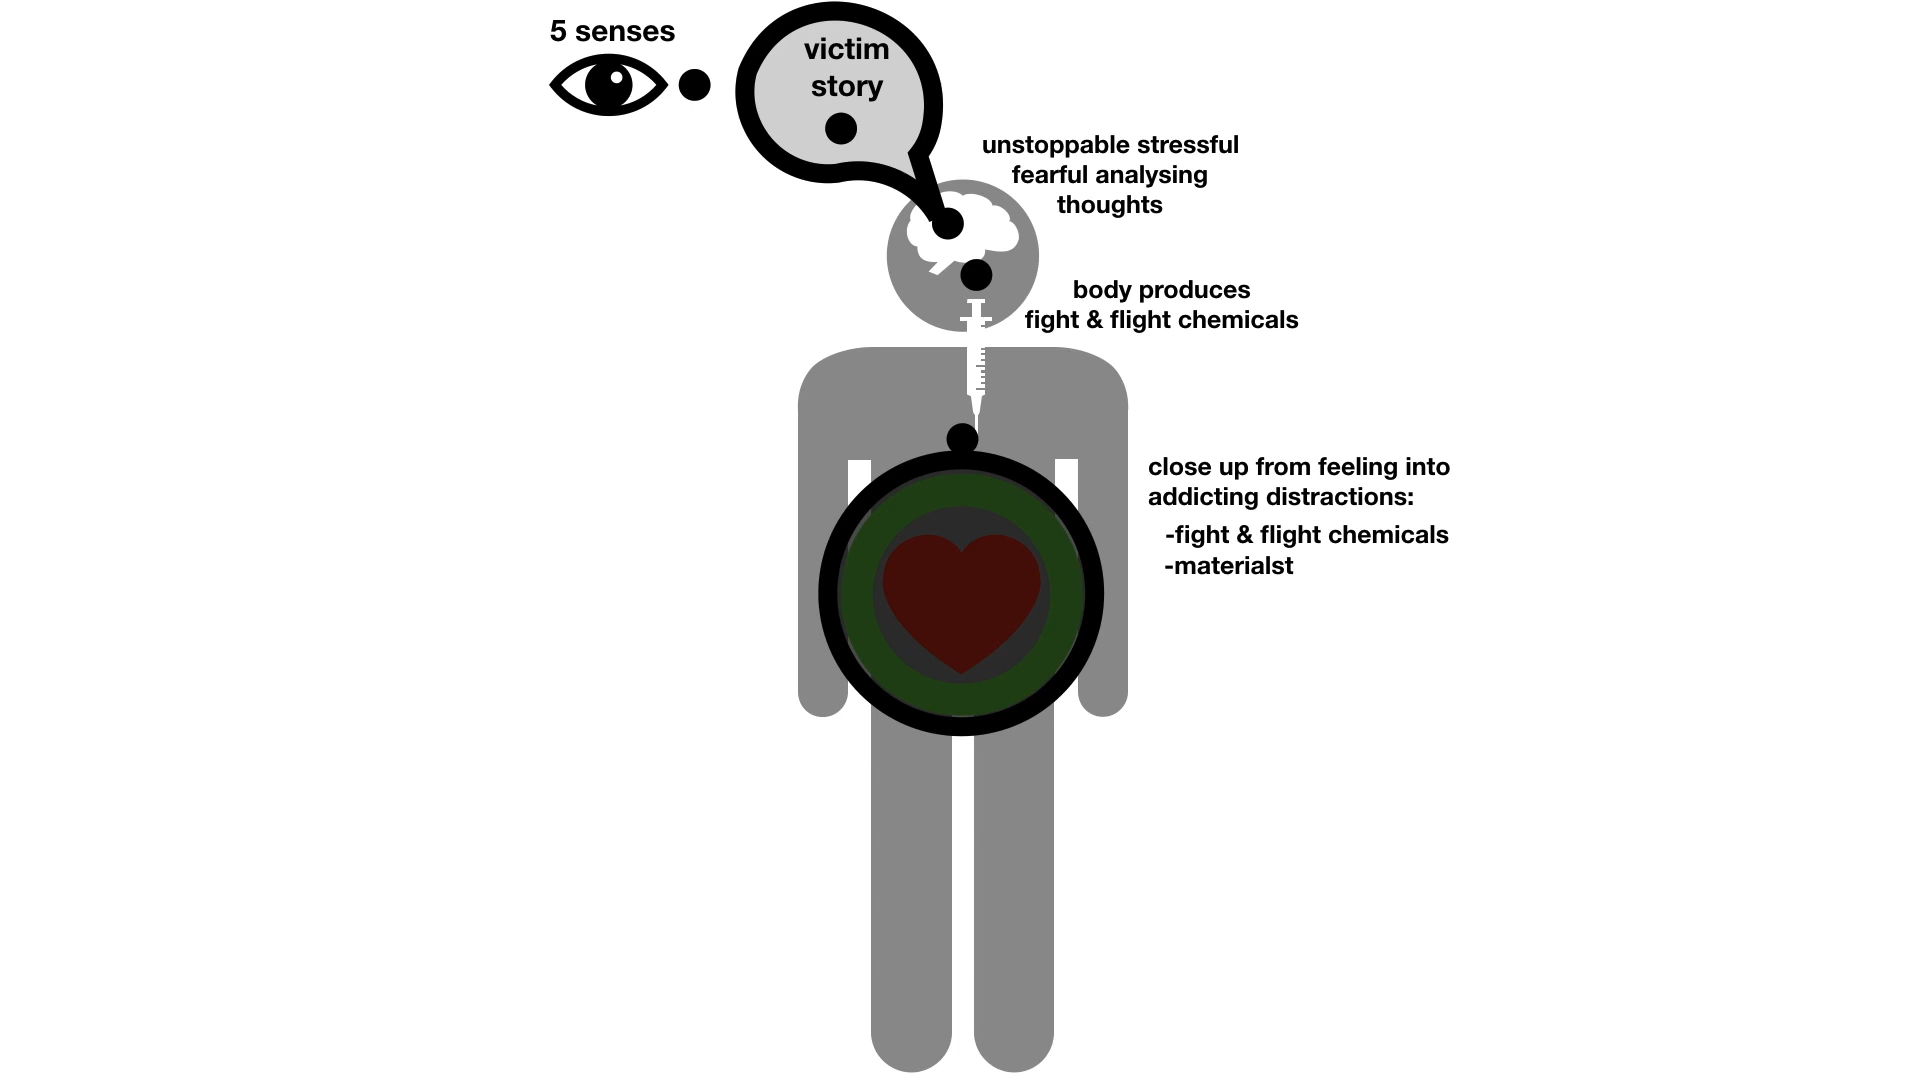 5 senses
victim
story
unstoppable stressful
fearful analysing
thoughts
body produces
fight & flight chemicals
close up from feeling into
addicting distractions:
-fight & flight chemicals
-materialst